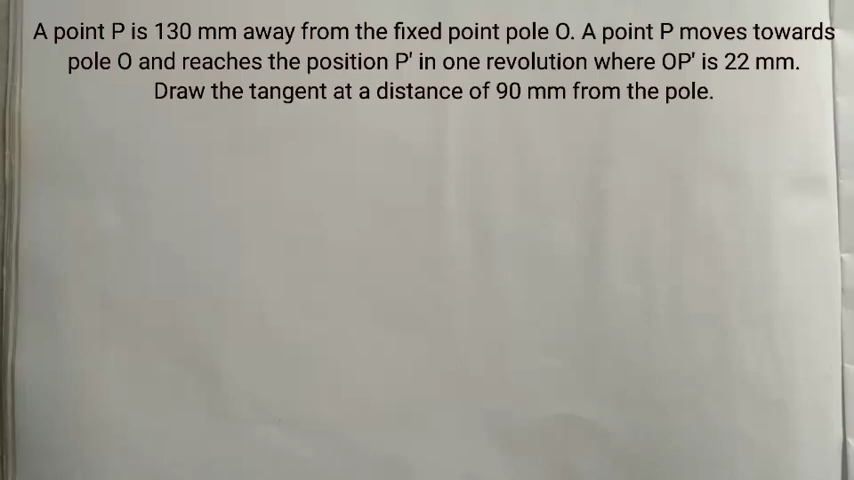 A point P is 130 mm away from the fixed point pole O. A point P moves towards
pole O and reaches the position P' in one revolution where OP' is 22 mm.
Draw the tangent at a distance of 90 mm from the pole.